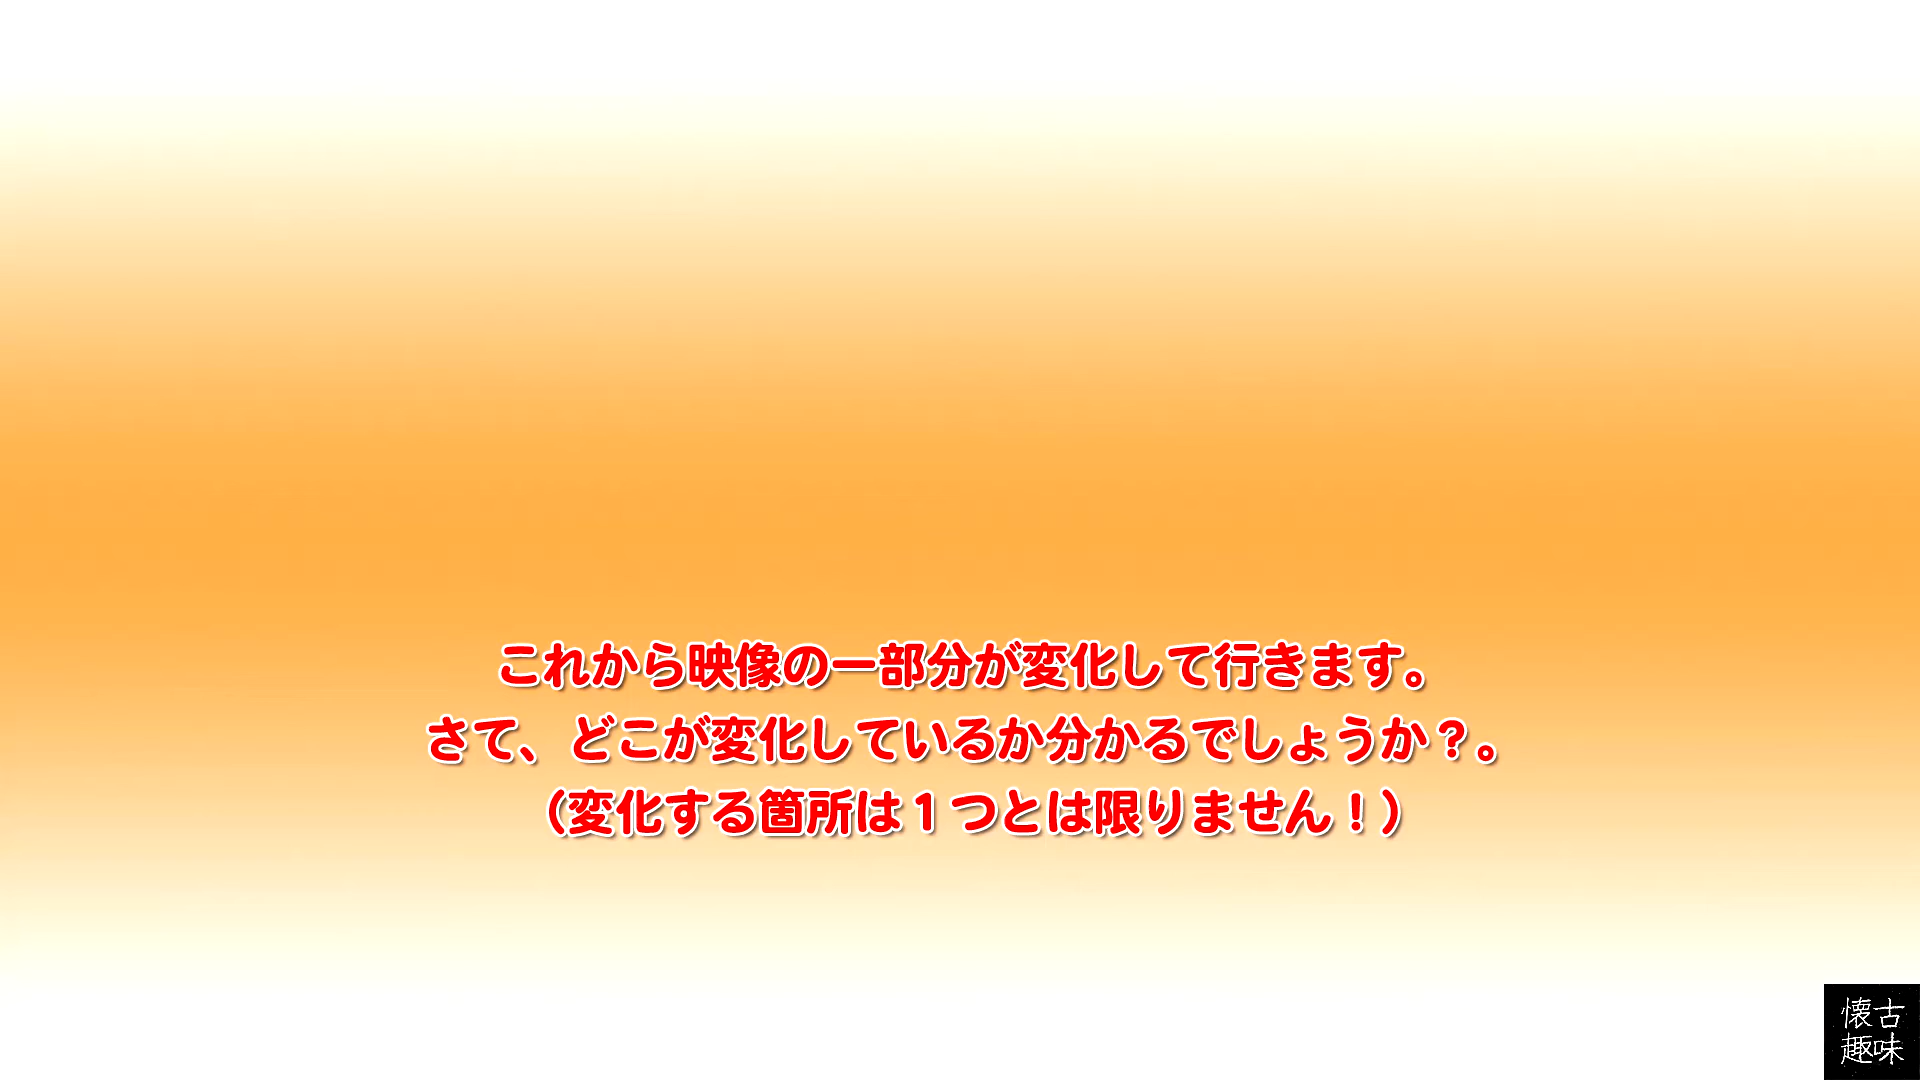 これから映像の一部分が変化して行きます。
さて、どこが変化しているか分かるでしょうか？。
（変化する箇所は１つとは限りません！）
懐古
趣味